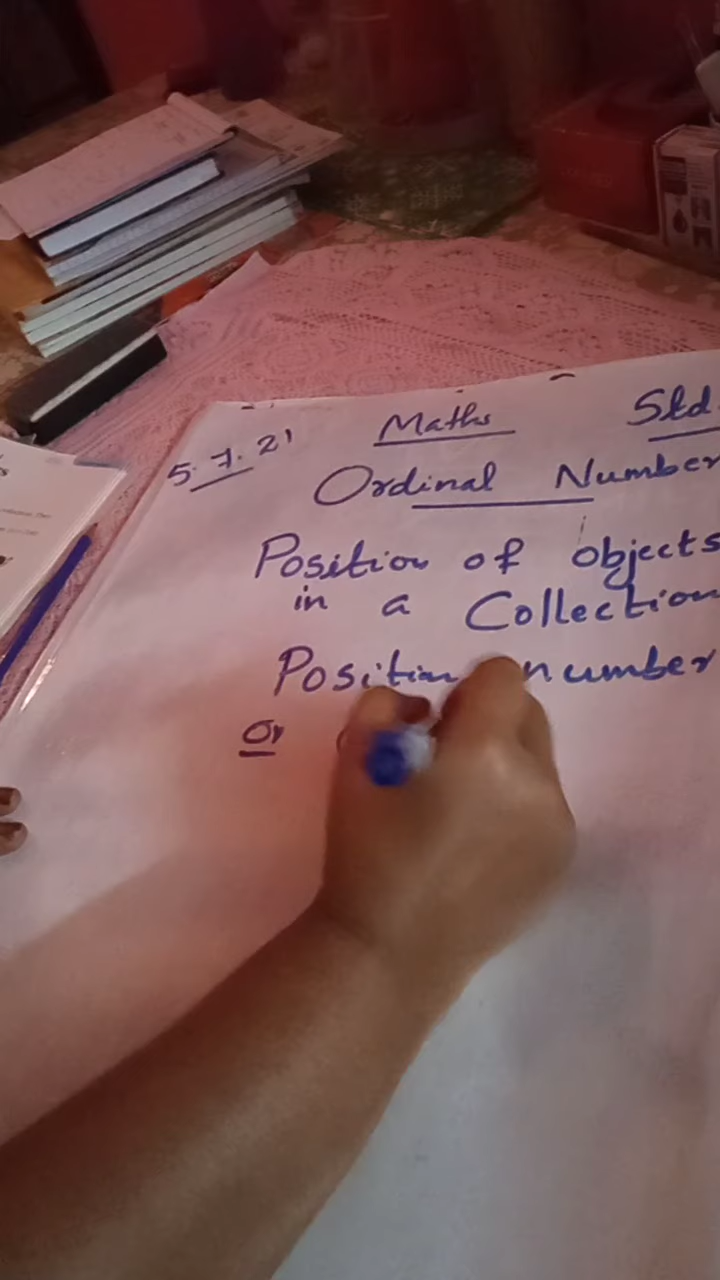 5.7.21 Maths Std
Ordinal Number
Position of objects
in a Collection
Position number
Or